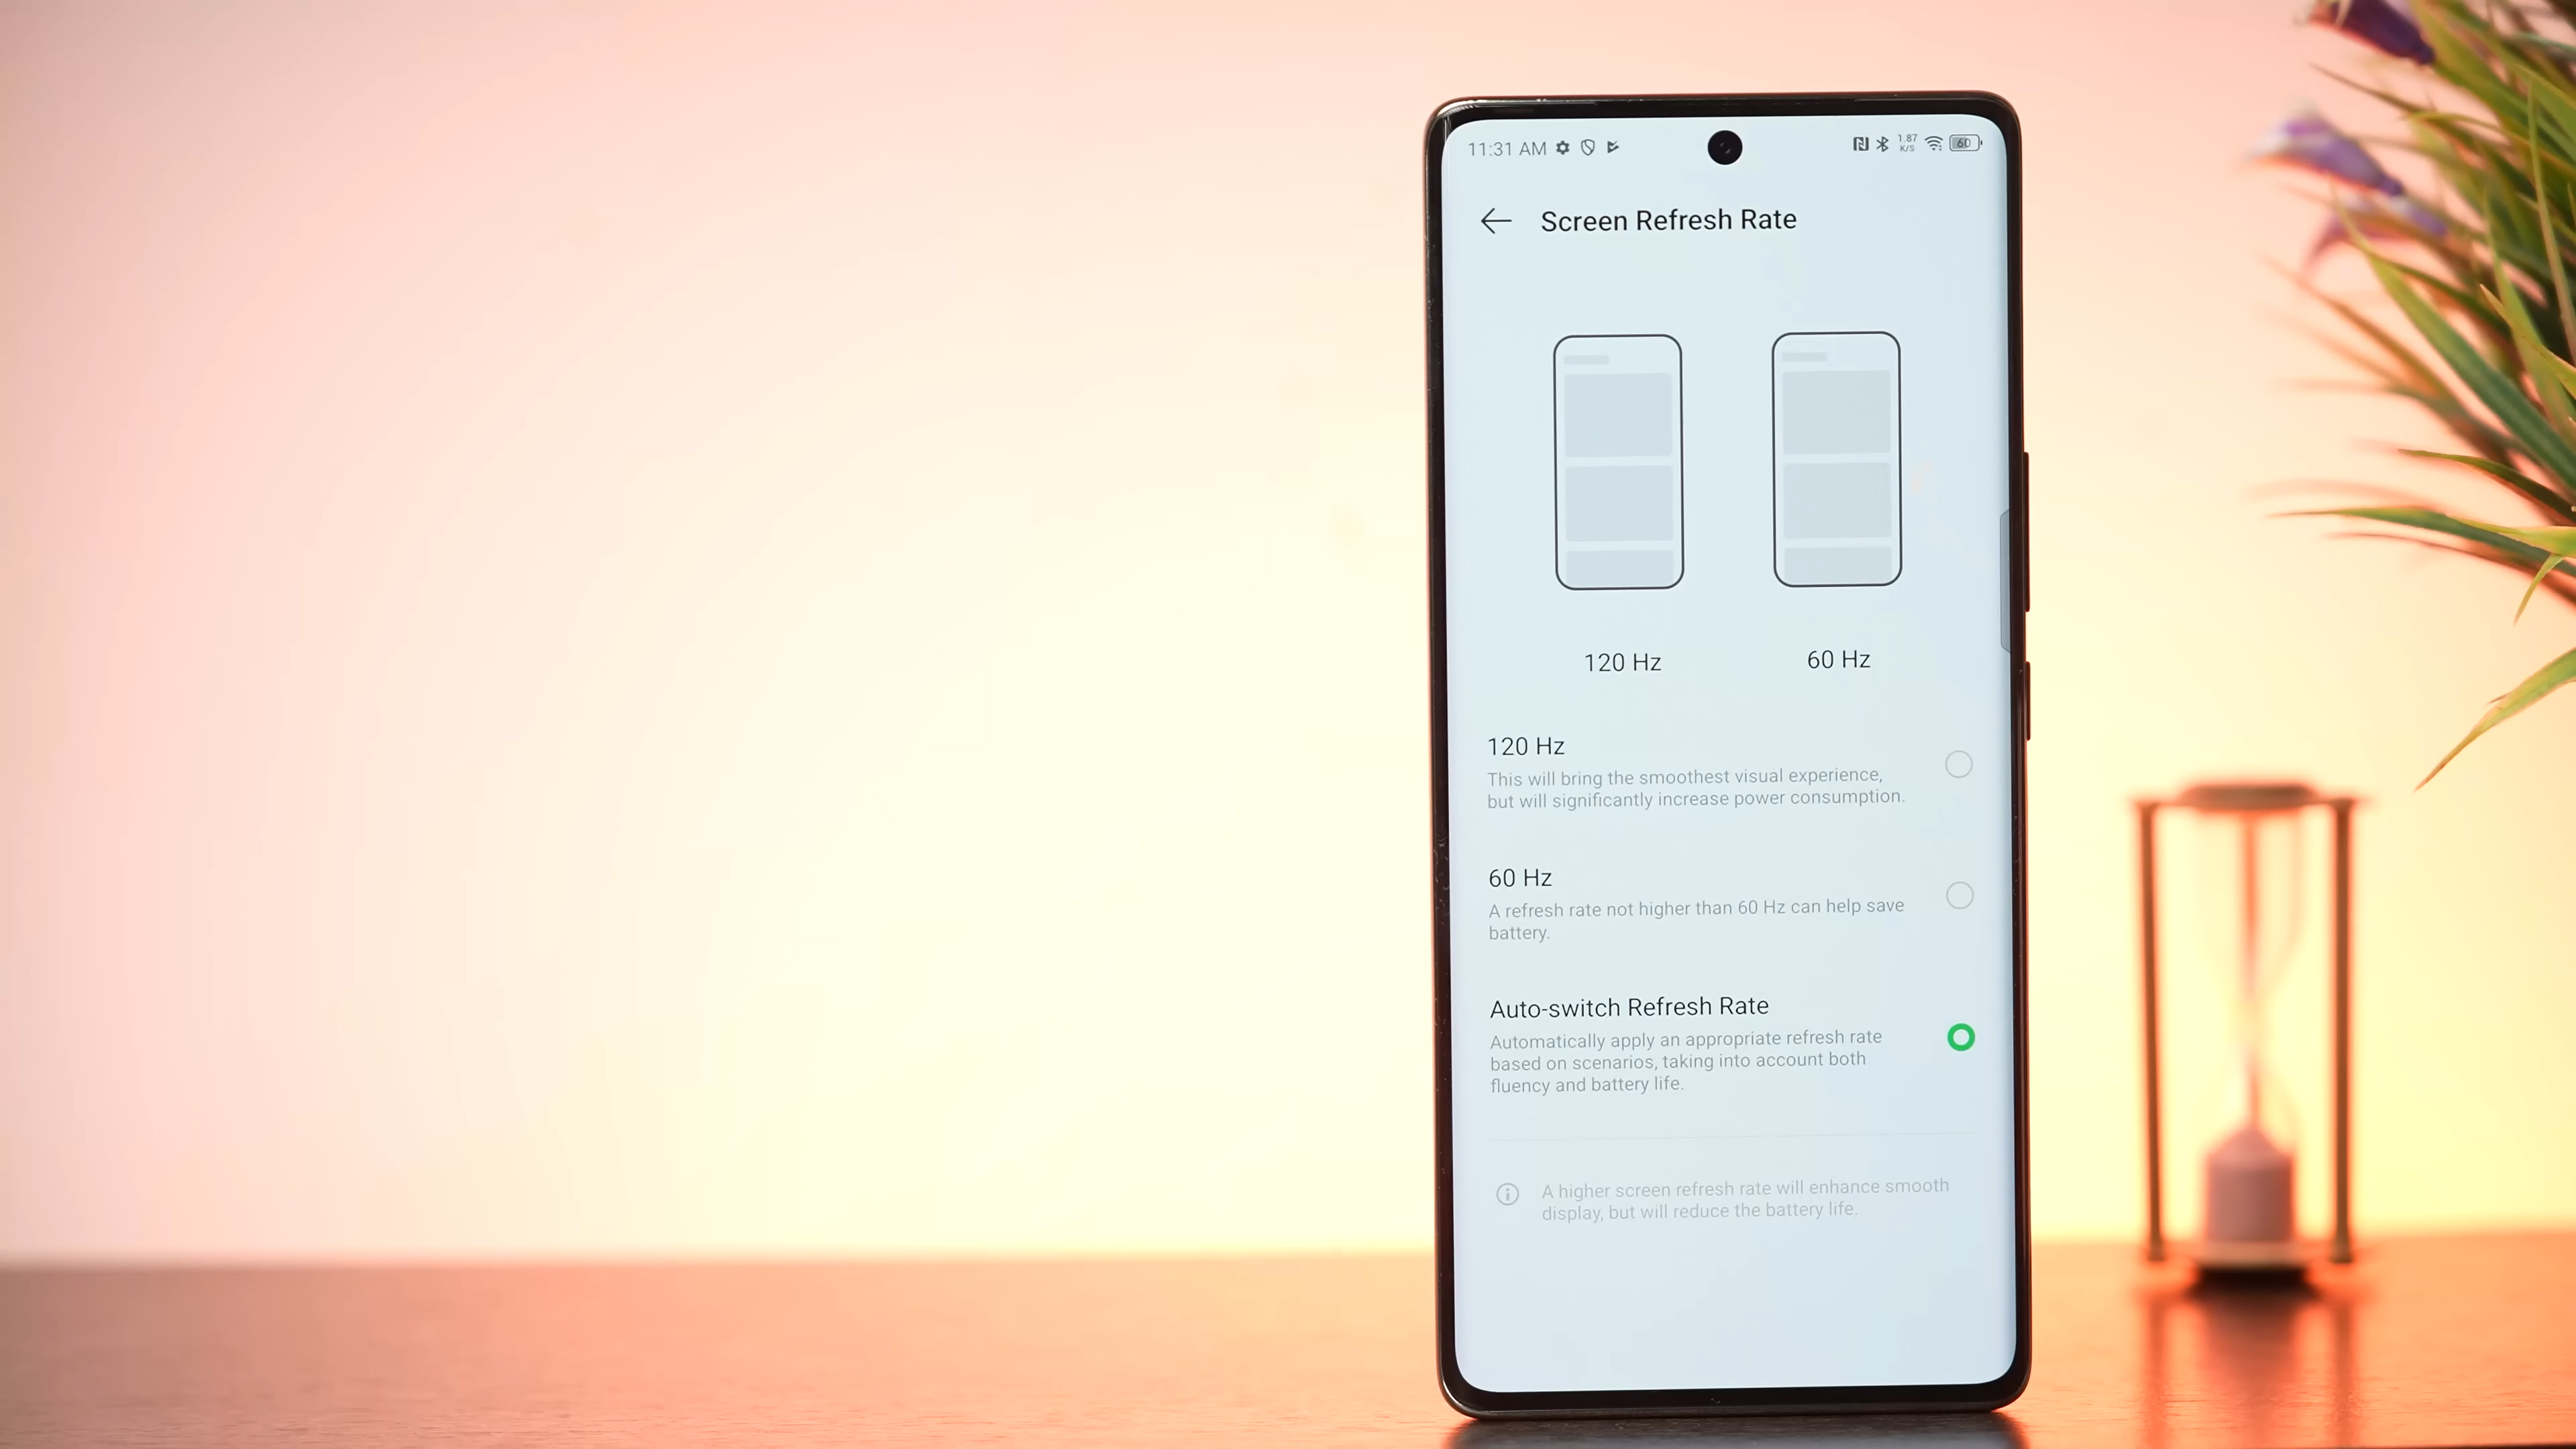 11:31 AM
1.87
K/S
60
Screen Refresh Rate
120 Hz
60 Hz
120 Hz
This will bring the smoothest visual experience,
but will significantly increase power consumption.
60 Hz
A refresh rate not higher than 60 Hz can help save
battery.
Auto-switch Refresh Rate
Automatically apply an appropriate refresh rate
based on scenarios, taking into account both
fluency and battery life.
A higher screen refresh rate will enhance smooth
display, but will reduce the battery life.